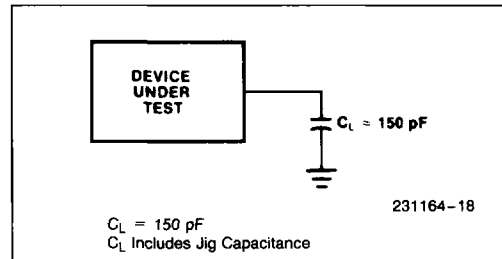 DEVICE
UNDER
TEST
C_L = 150 pF
231164-18
C_L = 150 pF
C_L Includes Jig Capacitance